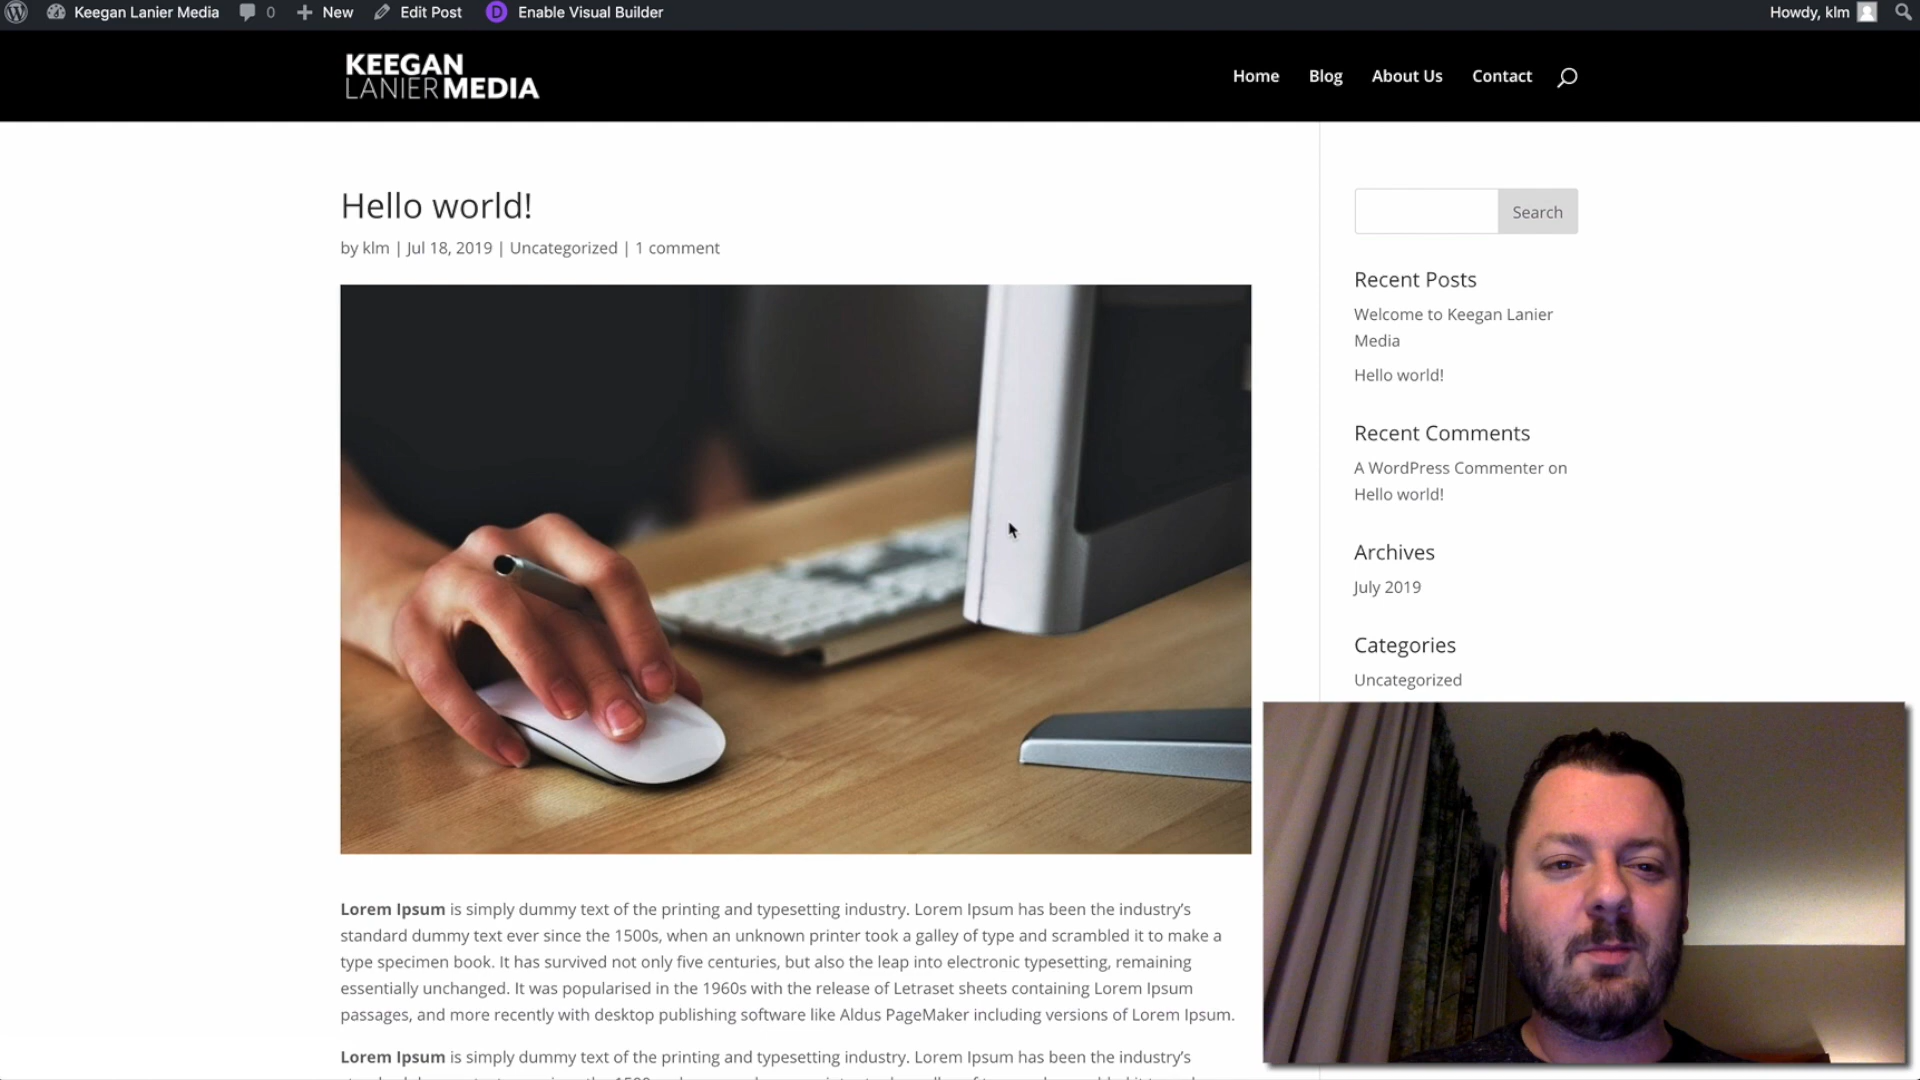 Keegan Lanier Media 0 New Edit Post D Enable Visual Builder Howdy, klm
KEEGAN
LANIER MEDIA
Home Blog About Us Contact
Hello world!
by klm | Jul 18, 2019 | Uncategorized | 1 comment
Search
Recent Posts
Welcome to Keegan Lanier
Media
Hello world!
Recent Comments
A WordPress Commenter on
Hello world!
Archives
July 2019
Categories
Uncategorized
Lorem Ipsum is simply dummy text of the printing and typesetting industry. Lorem Ipsum has been the industry’s
standard dummy text ever since the 1500s, when an unknown printer took a galley of type and scrambled it to make a
type specimen book. It has survived not only five centuries, but also the leap into electronic typesetting, remaining
essentially unchanged. It was popularised in the 1960s with the release of Letraset sheets containing Lorem Ipsum
passages, and more recently with desktop publishing software like Aldus PageMaker including versions of Lorem Ipsum.
Lorem Ipsum is simply dummy text of the printing and typesetting industry. Lorem Ipsum has been the industry’s